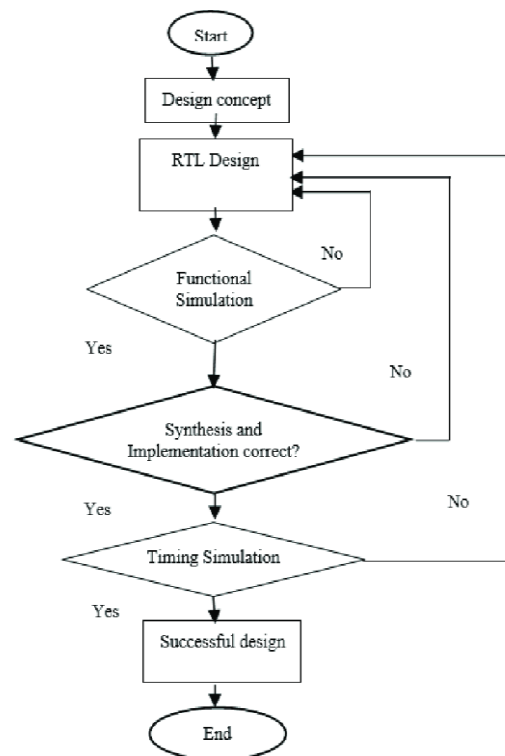 Start
Design concept
RTL Design
No
Functional
Simulation
Yes
No
Synthesis and
Implementation correct?
Yes
No
Timing Simulation
Yes
Successful design
End